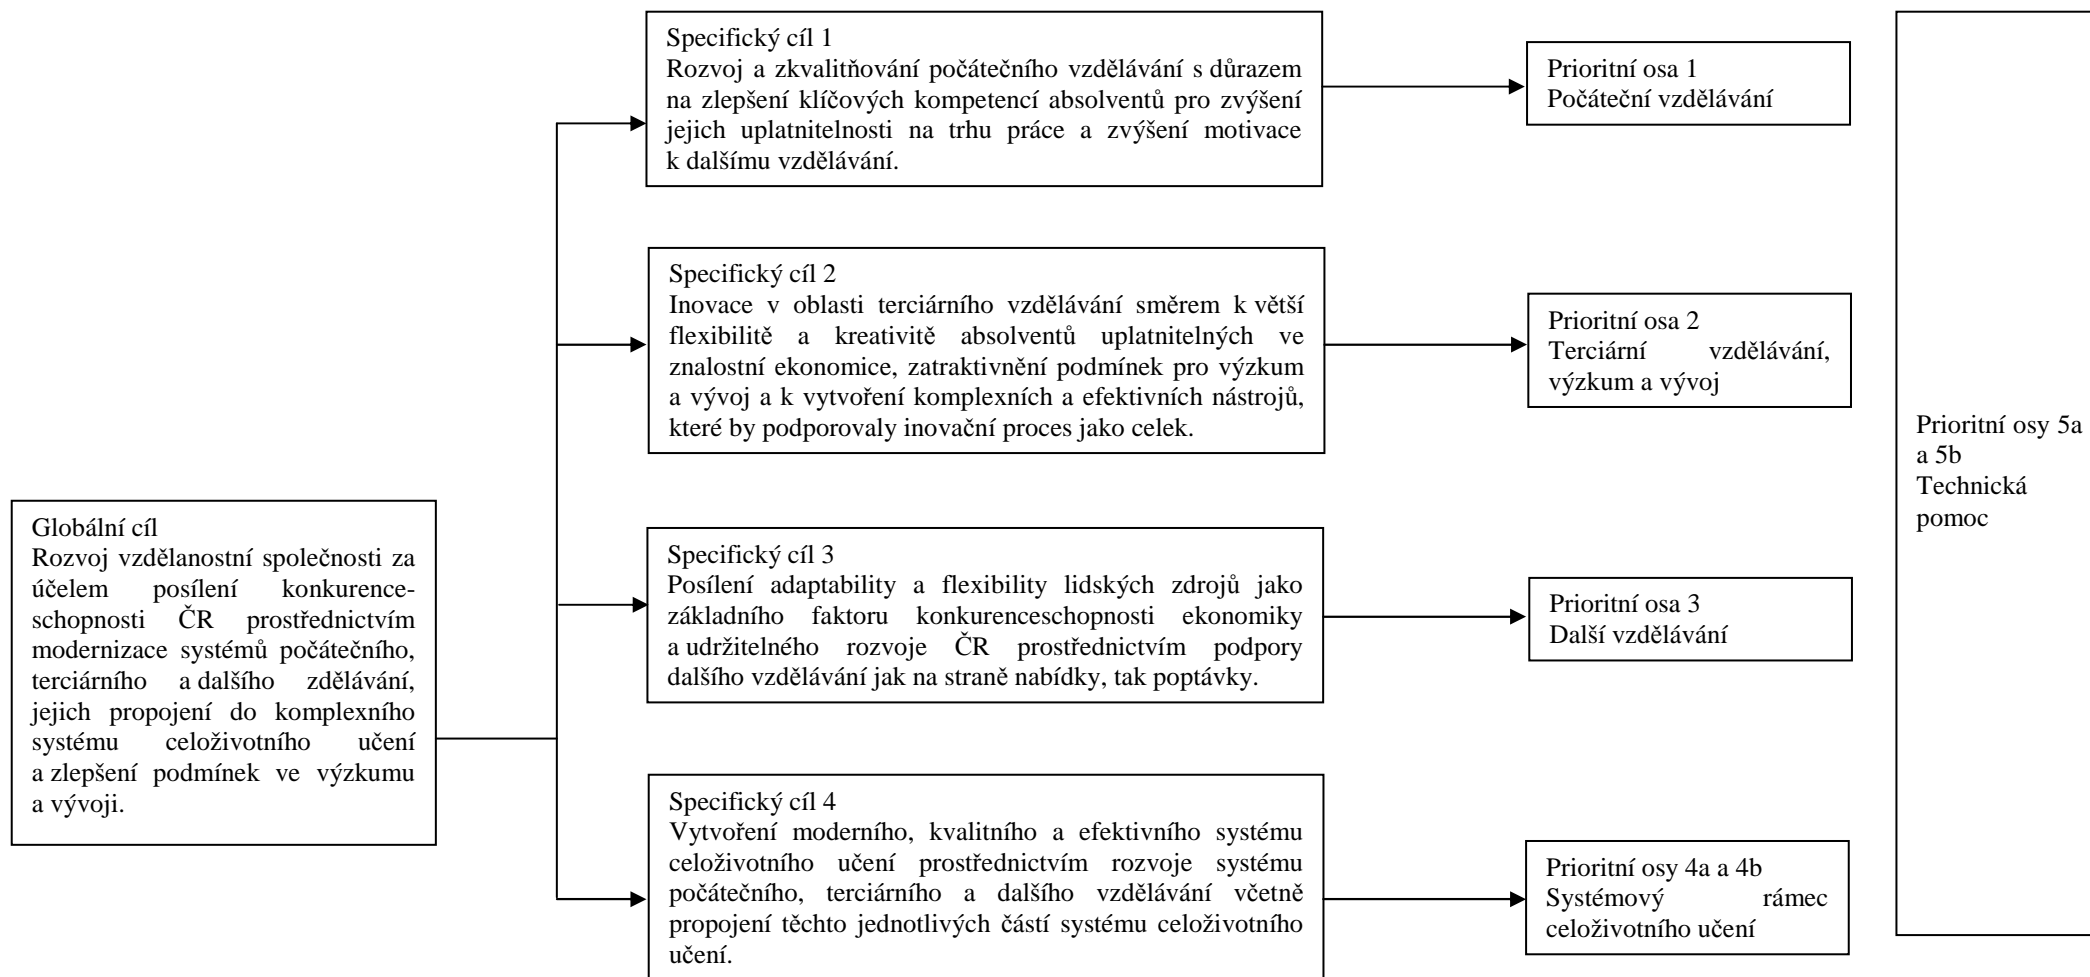 Globální cíl
Rozvoj vzdělanostní společnosti za
účelem posílení konkurence-
schopnosti ČR prostřednictvím
modernizace systémů počátečního,
terciárního a dalšího zdělávání,
jejich propojení do komplexního
systému celoživotního učení
a zlepšení podmínek ve výzkumu
a vývoji.
Specifický cíl 1
Rozvoj a zkvalitňování počátečního vzdělávání s důrazem
na zlepšení klíčových kompetencí absolventů pro zvýšení
jejich uplatnitelnosti na trhu práce a zvýšení motivace
k dalšímu vzdělávání.
Prioritní osa 1
Počáteční vzdělávání
Specifický cíl 2
Inovace v oblasti terciárního vzdělávání směrem k větší
flexibilitě a kreativitě absolventů uplatnitelných ve
znalostní ekonomice, zatraktivnění podmínek pro výzkum
a vývoj a k vytvoření komplexních a efektivních nástrojů,
které by podporovaly inovační proces jako celek.
Prioritní osa 2
Terciární vzdělávání,
výzkum a vývoj
Specifický cíl 3
Posílení adaptability a flexibility lidských zdrojů jako
základního faktoru konkurenceschopnosti ekonomiky
a udržitelného rozvoje ČR prostřednictvím podpory
dalšího vzdělávání jak na straně nabídky, tak poptávky.
Prioritní osa 3
Další vzdělávání
Specifický cíl 4
Vytvoření moderního, kvalitního a efektivního systému
celoživotního učení prostřednictvím rozvoje systému
počátečního, terciárního a dalšího vzdělávání včetně
propojení těchto jednotlivých částí systému celoživotního
učení.
Prioritní osy 4a a 4b
Systémový rámec
celoživotního učení
Prioritní osy 5a
a 5b
Technická
pomoc